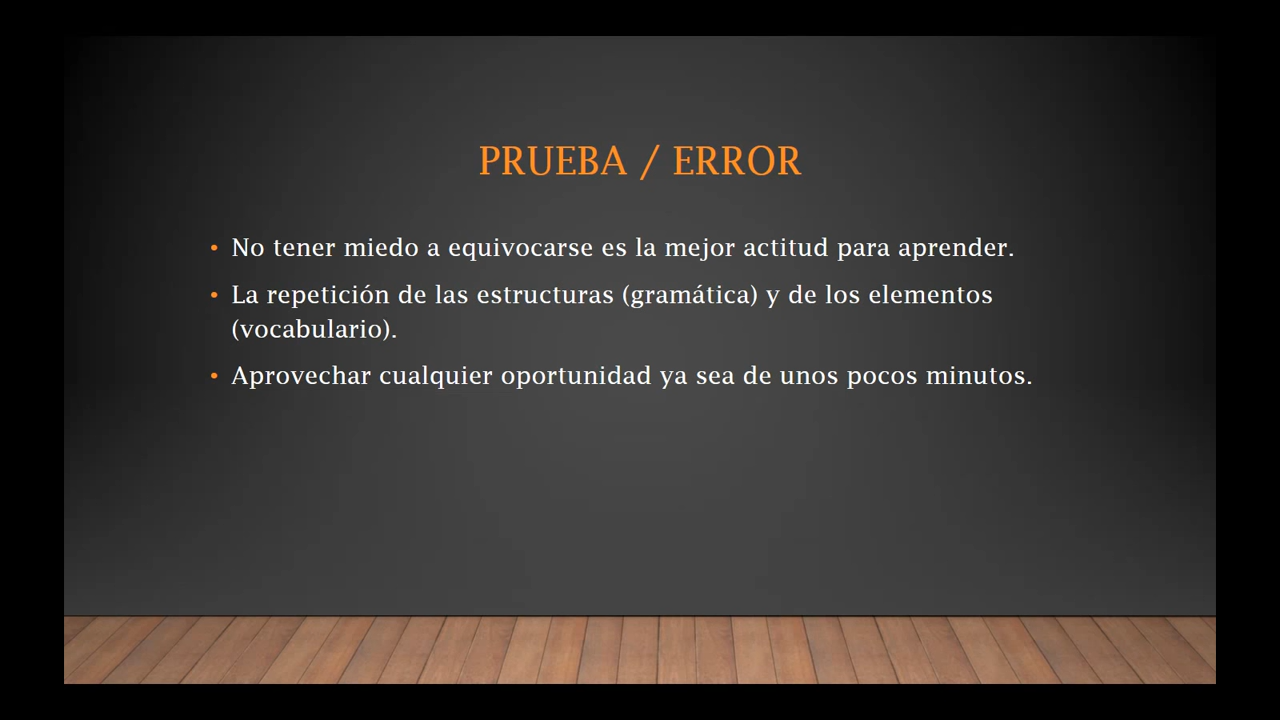 PRUEBA / ERROR
• No tener miedo a equivocarse es la mejor actitud para aprender.
• La repetición de las estructuras (gramática) y de los elementos
(vocabulario).
• Aprovechar cualquier oportunidad ya sea de unos pocos minutos.